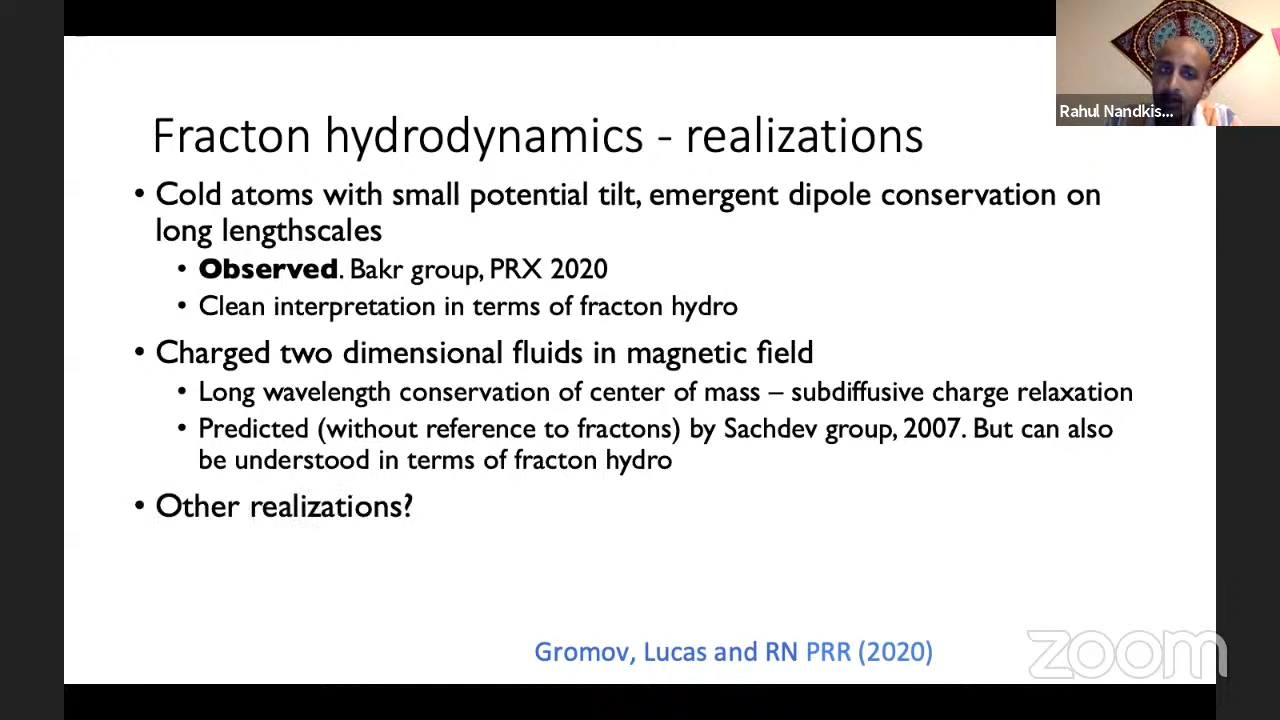 Rahul Nandkis...
Fracton hydrodynamics - realizations
• Cold atoms with small potential tilt, emergent dipole conservation on
long lengthscales
• Observed. Bakr group, PRX 2020
• Clean interpretation in terms of fracton hydro
• Charged two dimensional fluids in magnetic field
• Long wavelength conservation of center of mass – subdiffusive charge relaxation
• Predicted (without reference to fractons) by Sachdev group, 2007. But can also
be understood in terms of fracton hydro
• Other realizations?
Gromov, Lucas and RN PRR (2020)
zoom